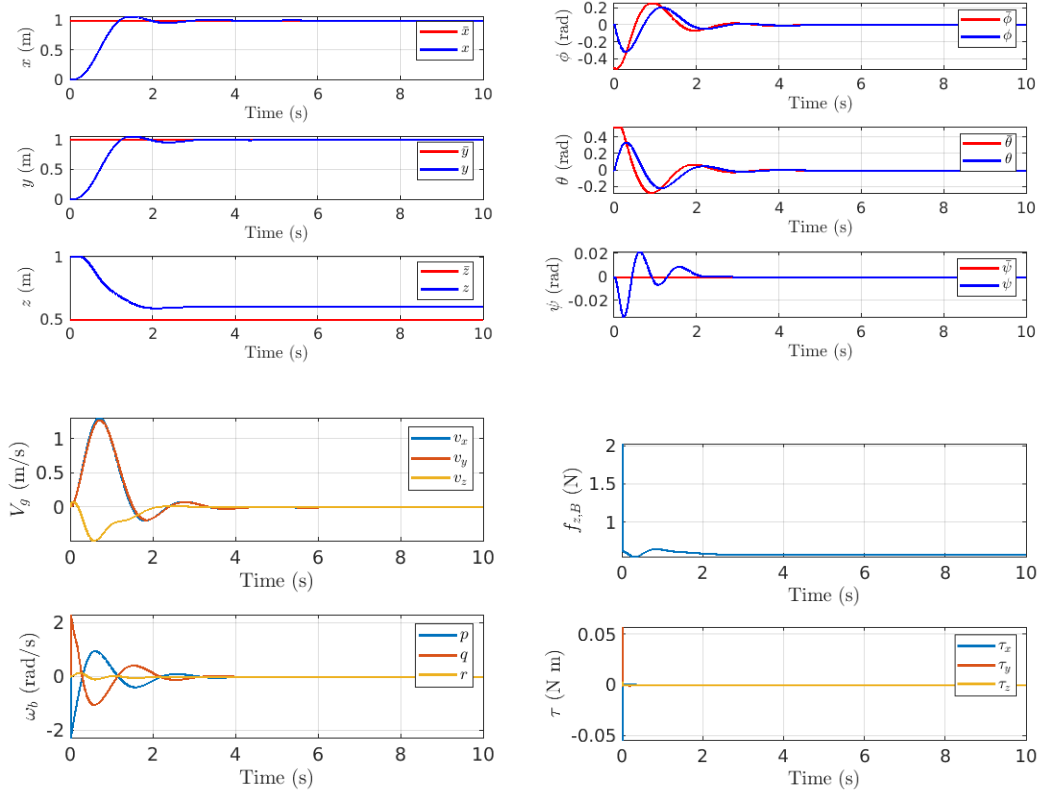 1
0.5
0
x (m)
x̄
x
0 2 4 6 8 10
Time (s)
1
0.5
0
y (m)
ȳ
y
0 2 4 6 8 10
Time (s)
1
0.5
z (m)
z̄
z
0 2 4 6 8 10
Time (s)
0.2
0
-0.2
-0.4
ϕ (rad)
ϕ̄
ϕ
0 2 4 6 8 10
Time (s)
0.4
0.2
0
-0.2
θ (rad)
θ̄
θ
0 2 4 6 8 10
Time (s)
0.02
0
-0.02
ψ (rad)
ψ̄
ψ
0 2 4 6 8 10
Time (s)
1
0.5
0
V_g (m/s)
v_x
v_y
v_z
0 2 4 6 8 10
Time (s)
2
0
-2
ω_b (rad/s)
p
q
r
0 2 4 6 8 10
Time (s)
2
1.5
1
f_{z,B} (N)
0 2 4 6 8 10
Time (s)
0.05
0
-0.05
τ (N m)
τ_x
τ_y
τ_z
0 2 4 6 8 10
Time (s)